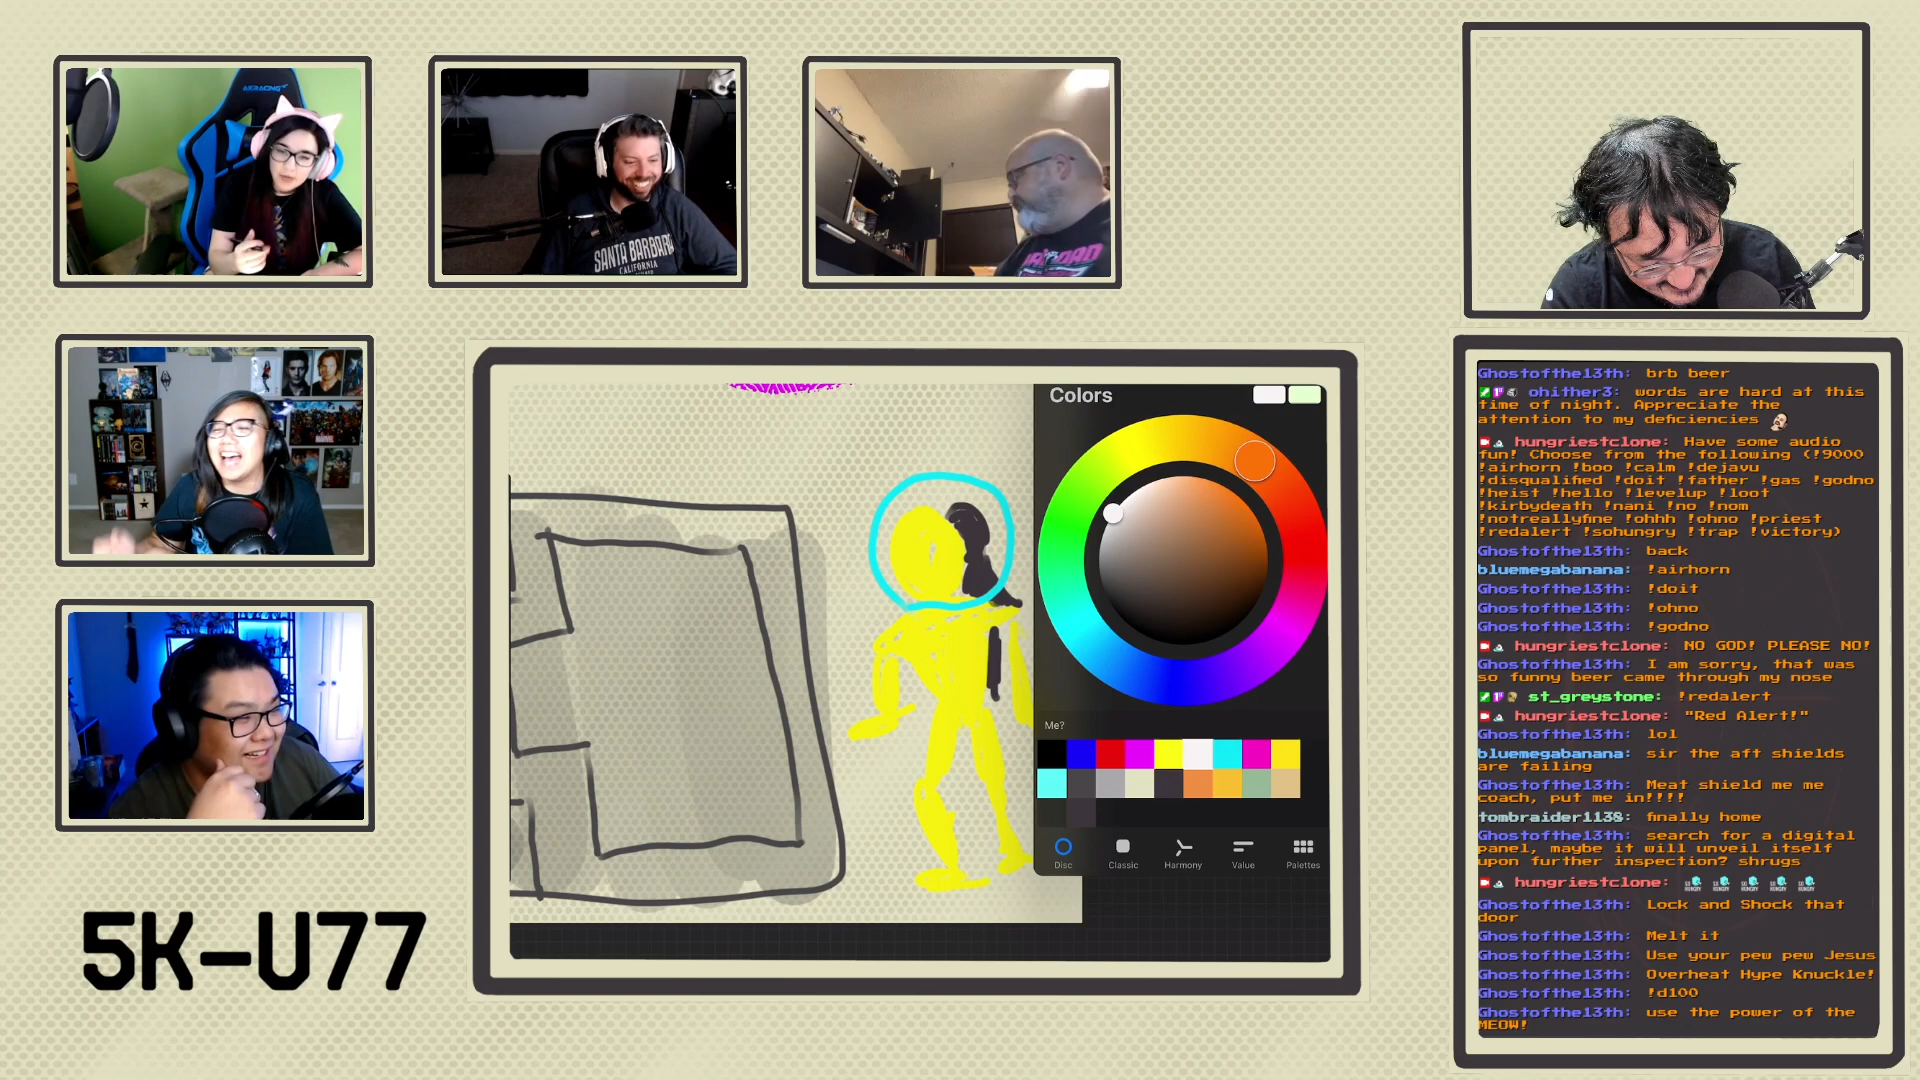 AKRACING
SANTA BARBARA
CALIFORNIA
Colors
Me?
Disc
Classic
Harmony
Value
Palettes
5K-U77
Ghostofthe13th: brb beer
ohither3: words are hard at this
time of night. Appreciate the
attention to my deficiencies
hungriestclone: Have some audio
fun! Choose from the following (!9000
!airhorn !boo !calm !dejavu
!disqualified !doit !father !gas !godno
!heist !hello !levelup !loot
!kirbydeath !nani !no !nom
!notreallyfine !ohhh !ohno !priest
!redalert !sohungry !trap !victory)
Ghostofthe13th: back
bluemegabanana: !airhorn
Ghostofthe13th: !doit
Ghostofthe13th: !ohno
Ghostofthe13th: !godno
hungriestclone: NO GOD! PLEASE NO!
Ghostofthe13th: I am sorry, that was
so funny beer came through my nose
st_greystone: !redalert
hungriestclone: "Red Alert!"
Ghostofthe13th: lol
bluemegabanana: sir the aft shields
are failing
Ghostofthe13th: Meat shield me me
coach, put me in!!!!
tombraider1138: finally home
Ghostofthe13th: search for a digital
panel, maybe it will unveil itself
upon further inspection? shrugs
hungriestclone:
Ghostofthe13th: Lock and Shock that
door
Ghostofthe13th: Melt it
Ghostofthe13th: Use your pew pew Jesus
Ghostofthe13th: Overheat Hype Knuckle!
Ghostofthe13th: !d100
Ghostofthe13th: use the power of the
MEOW!